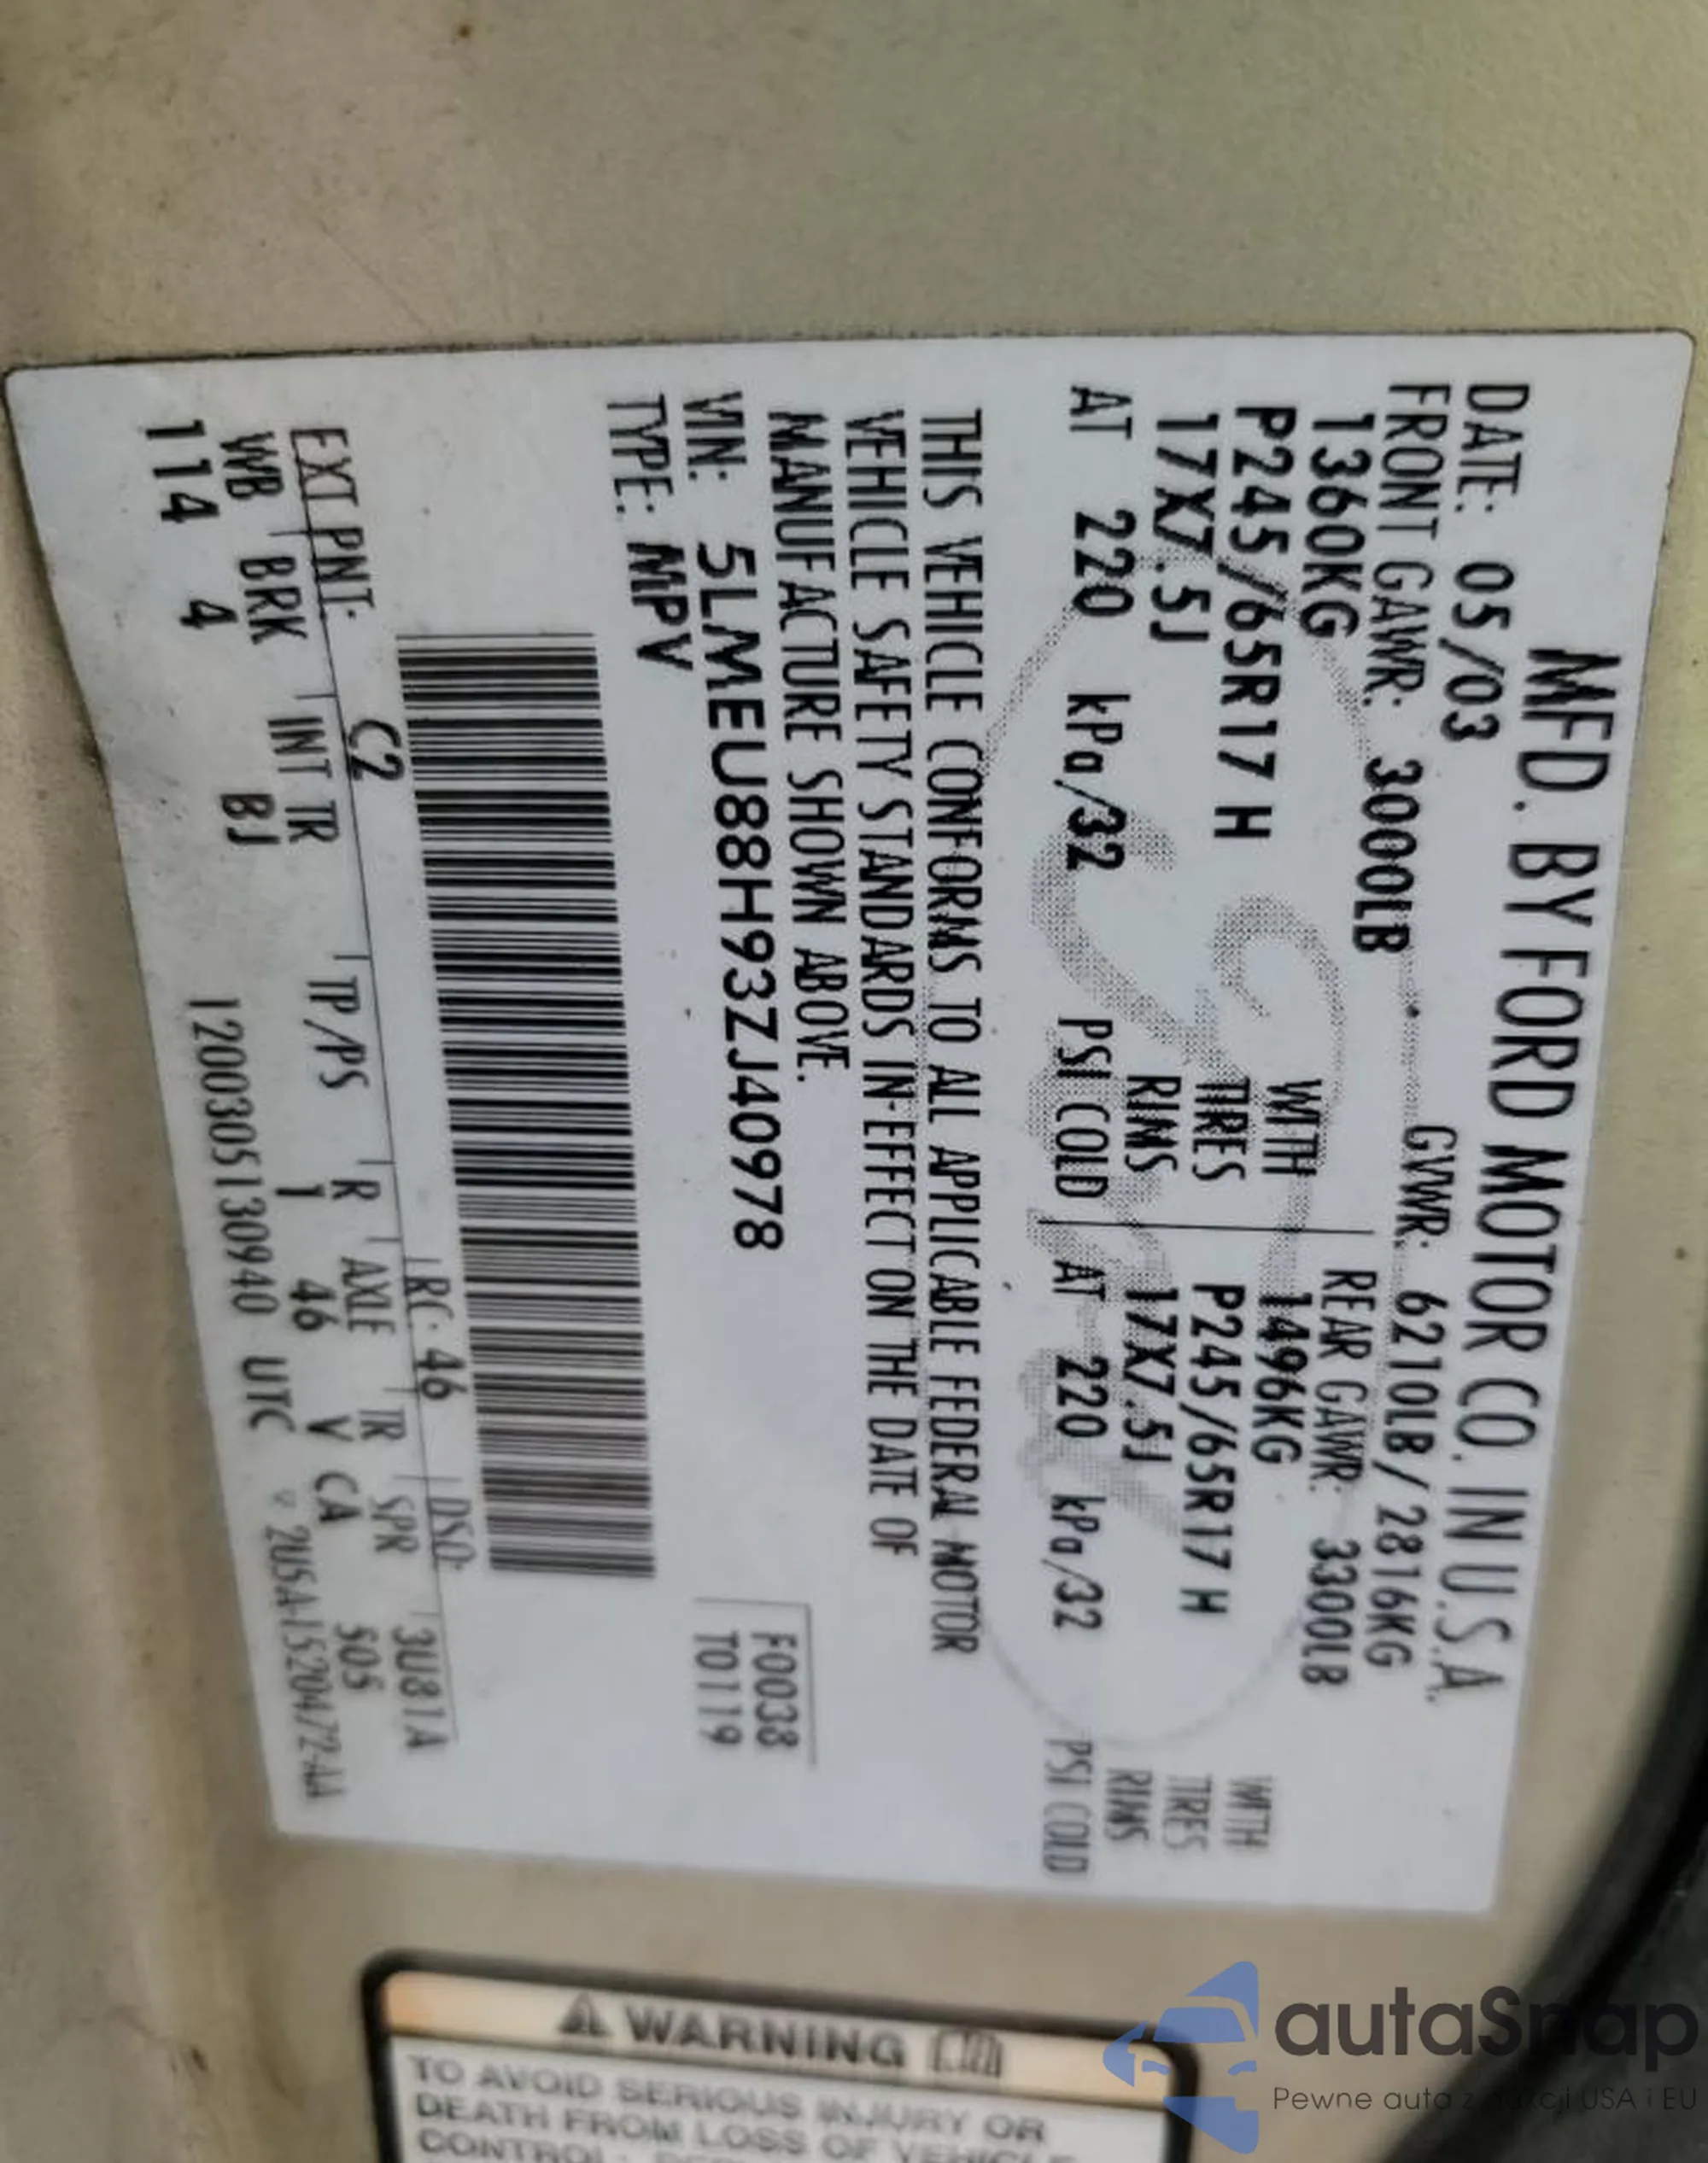 MFD. BY FORD MOTOR CO. IN U.S.A.
DATE: 05/03 GVWR: 6210LB/2816KG
FRONT GAWR: 3000LB REAR GAWR: 3300LB
1360KG WITH 1496KG WITH
P245/65R17 H TIRES P245/65R17 H TIRES
17X7.5J RIMS 17X7.5J RIMS
AT 220 kPa/32 PSI COLD AT 220 kPa/32 PSI COLD
THIS VEHICLE CONFORMS TO ALL APPLICABLE FEDERAL MOTOR
VEHICLE SAFETY STANDARDS IN EFFECT ON THE DATE OF
MANUFACTURE SHOWN ABOVE.
VIN: 5LMEU88H93ZJ40978 F0038
TYPE: MPV T0119
EXT PNT: C2 RC: 46 DSO:
WB BRK INT TR TP/PS R AXLE TR SPR 3U81A
114 4 BJ T 46 V CA 505
1200305130940 UTC
WARNING
TO AVOID SERIOUS INJURY OR
DEATH FROM LOSS OF VEHICLE
autaSnap
Pewne auta z USA i EU